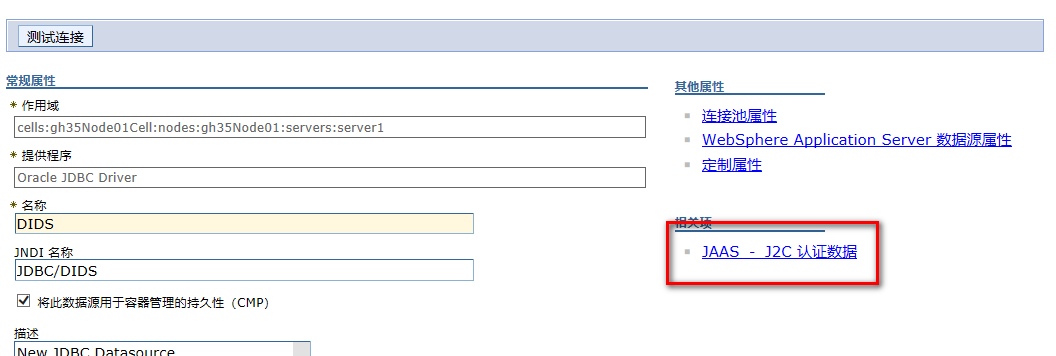 测试连接
常规属性
* 作用域
cells:gh35Node01Cell:nodes:gh35Node01:servers:server1
* 提供程序
Oracle JDBC Driver
* 名称
DIDS
JNDI 名称
JDBC/DIDS
将此数据源用于容器管理的持久性 (CMP)
描述
New JDBC Datasource
其他属性
连接池属性
WebSphere Application Server 数据源属性
定制属性
相关项
JAAS - J2C 认证数据